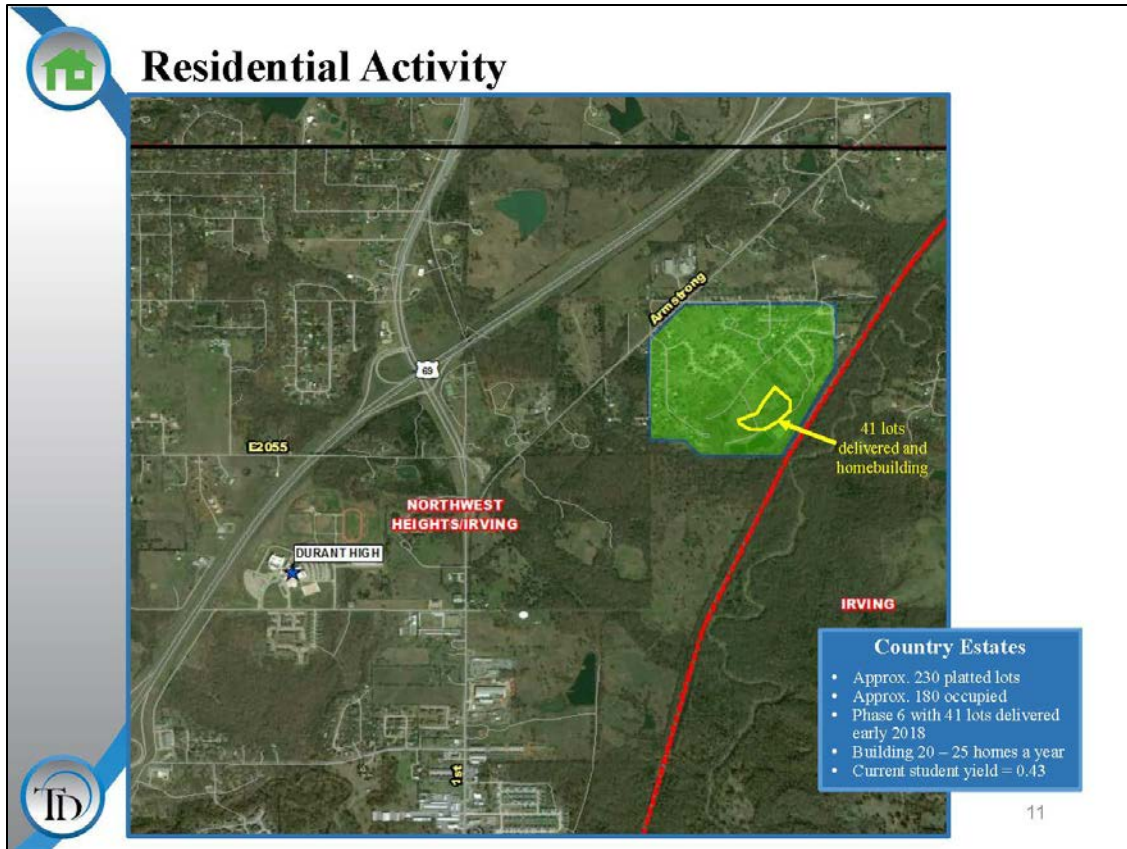 Residential Activity
Armstrong
69
E2055
41 lots
delivered and
homebuilding
NORTHWEST
HEIGHTS/IRVING
DURANT HIGH
IRVING
1st
Country Estates
• Approx. 230 platted lots
• Approx. 180 occupied
• Phase 6 with 41 lots delivered
early 2018
• Building 20 – 25 homes a year
• Current student yield = 0.43
TD
11